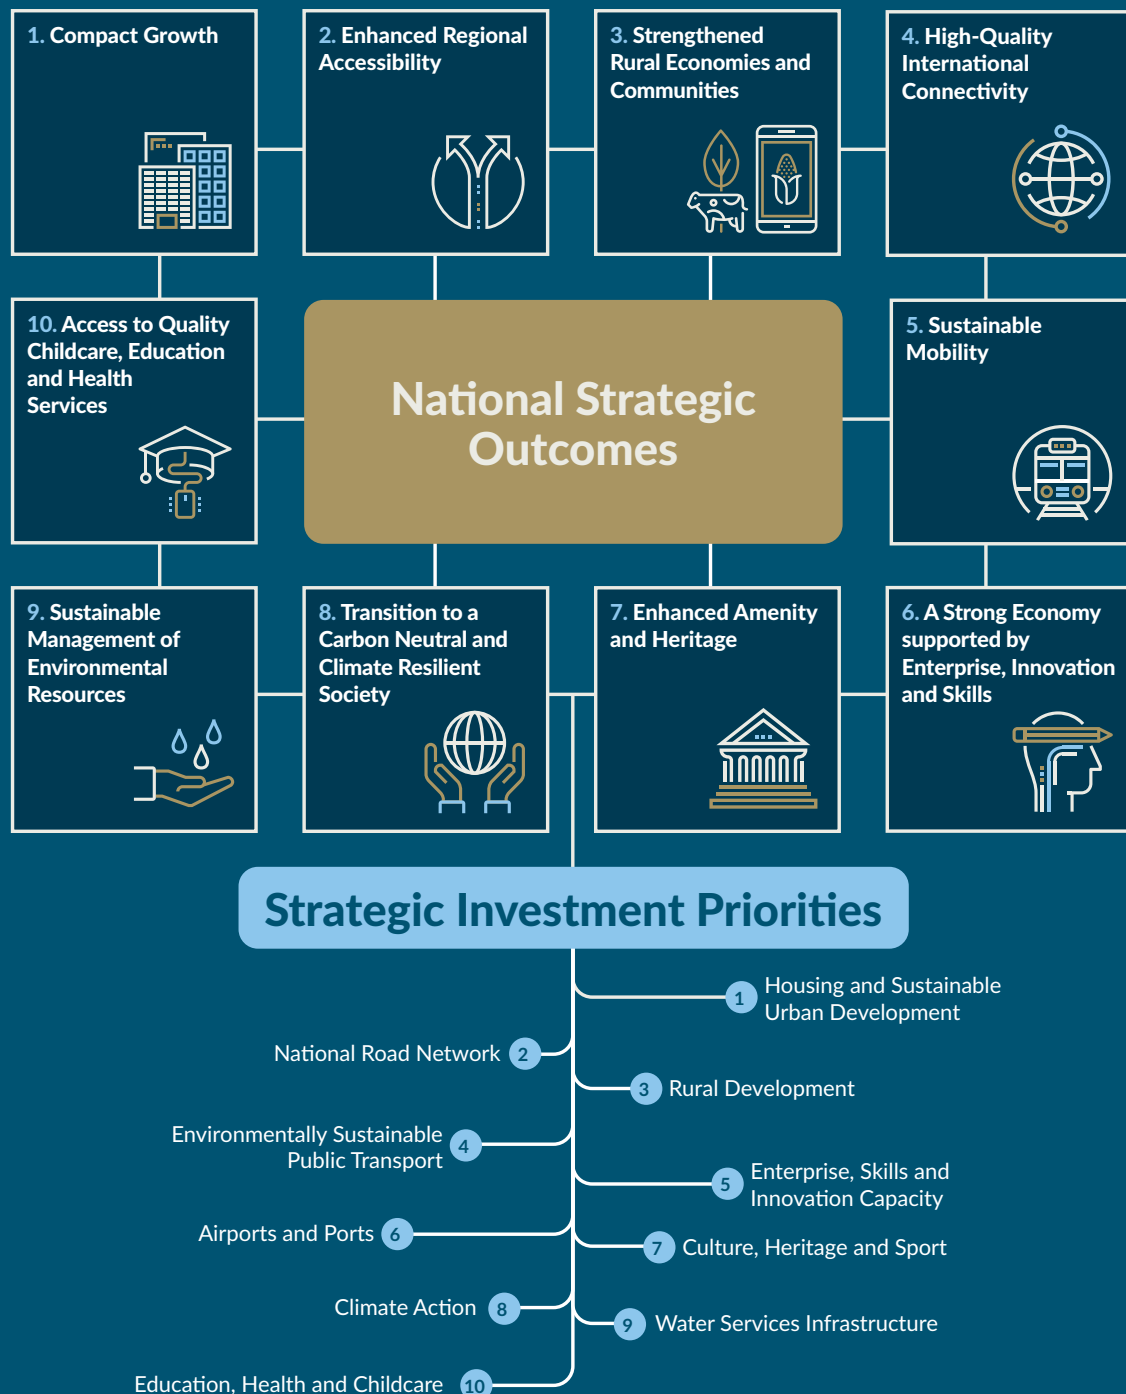 1. Compact Growth
2. Enhanced Regional
Accessibility
3. Strengthened
Rural Economies and
Communities
4. High-Quality
International
Connectivity
10. Access to Quality
Childcare, Education
and Health
Services
National Strategic
Outcomes
5. Sustainable
Mobility
9. Sustainable
Management of
Environmental
Resources
8. Transition to a
Carbon Neutral and
Climate Resilient
Society
7. Enhanced Amenity
and Heritage
6. A Strong Economy
supported by
Enterprise, Innovation
and Skills
Strategic Investment Priorities
1 Housing and Sustainable
Urban Development
National Road Network 2
3 Rural Development
Environmentally Sustainable
Public Transport 4
5 Enterprise, Skills and
Innovation Capacity
Airports and Ports 6
7 Culture, Heritage and Sport
Climate Action 8
9 Water Services Infrastructure
Education, Health and Childcare 10